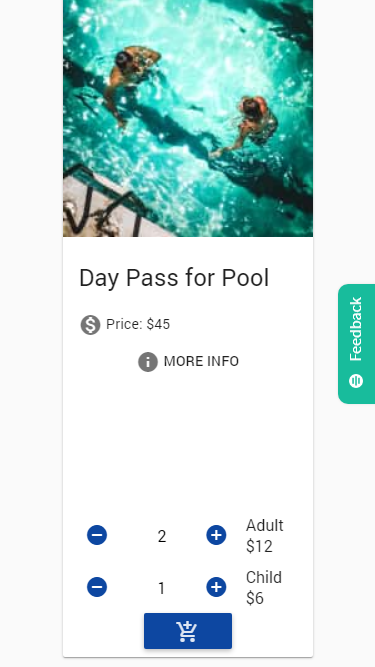 Day Pass for Pool
Price: $45
MORE INFO
Feedback
2
Adult
$12
1
Child
$6